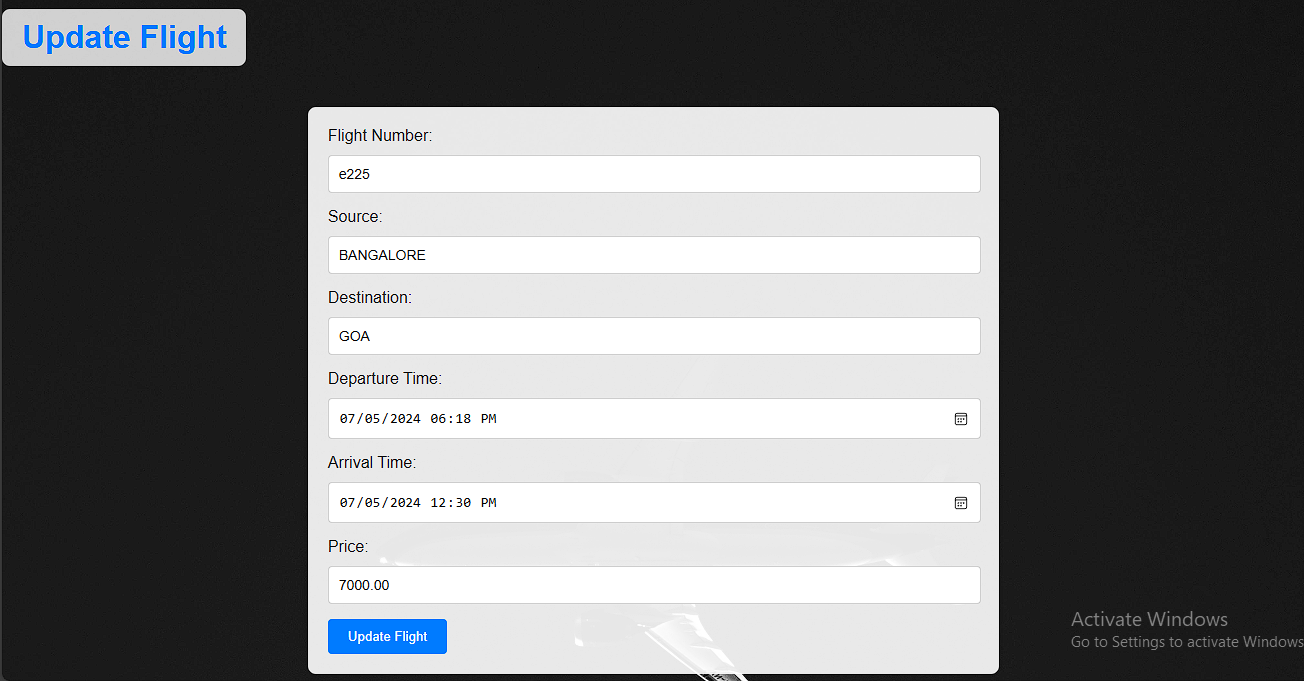 Update Flight
Flight Number:
e225
Source:
BANGALORE
Destination:
GOA
Departure Time:
07/05/2024 06:18 PM
Arrival Time:
07/05/2024 12:30 PM
Price:
7000.00
Update Flight
Activate Windows
Go to Settings to activate Windows